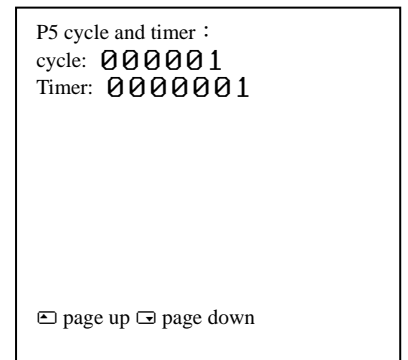 P5 cycle and timer：
cycle: 000001
Timer: 0000001
page up page down